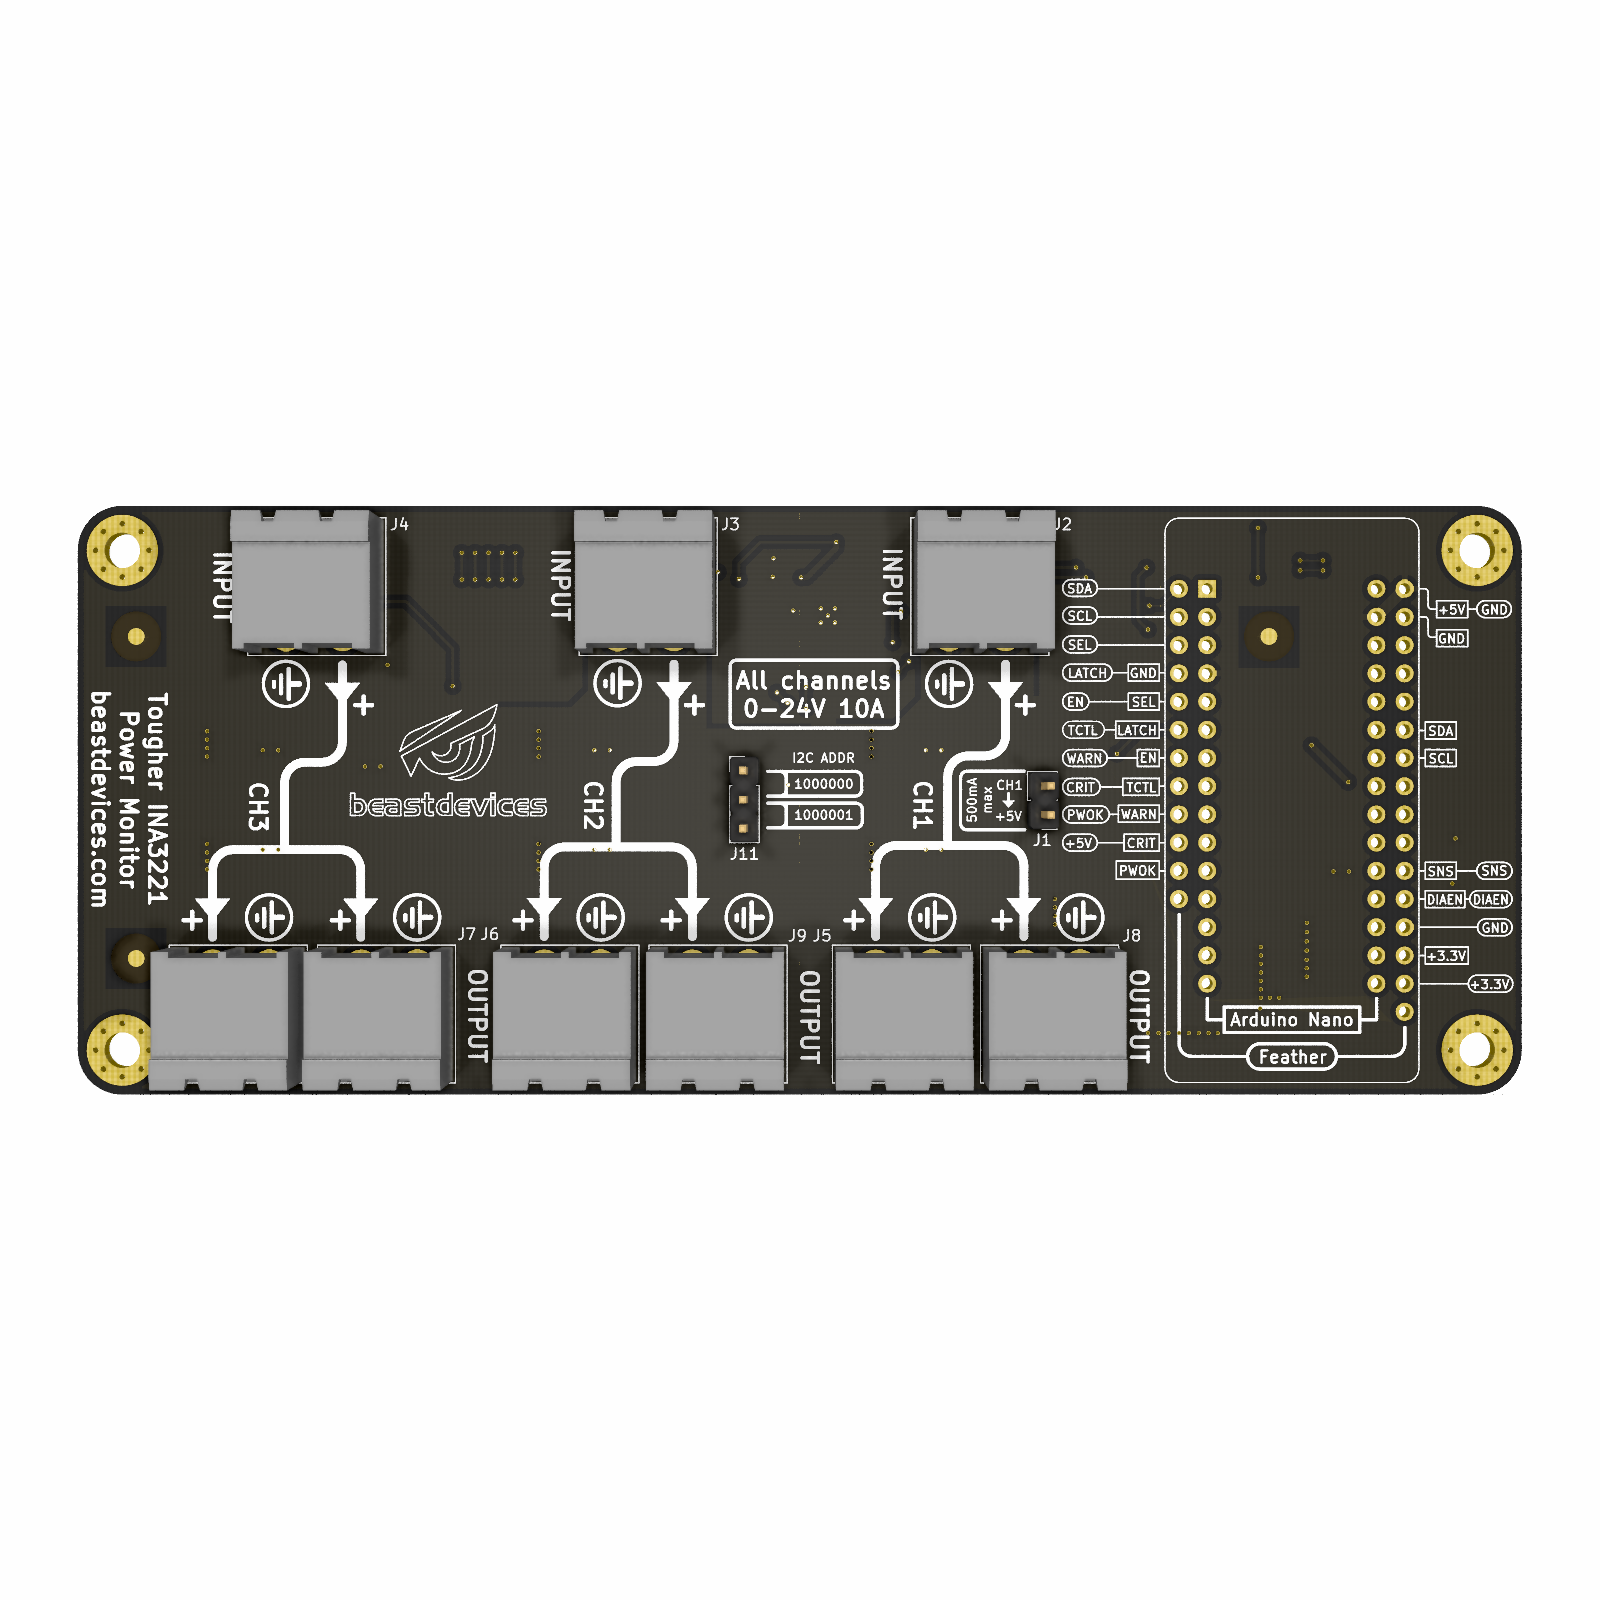 J4
J3
J2
INPUT
INPUT
INPUT
All channels
0-24V 10A
+
+
+
Tougher INA3221
Power Monitor
beastdevices.com
beastdevices
CH3
CH2
CH1
I2C ADDR
1000000
1000001
J11
500mA
max
CH1
+5V
J1
SDA
SCL
SEL
LATCH GND
EN SEL
TCTL LATCH
WARN EN
CRIT TCTL
PWOK WARN
+5V CRIT
PWOK
+5V GND
GND
SDA
SCL
SNS SNS
DIAEN DIAEN
GND
+3.3V
+3.3V
+
+
+
+
+
+
J7 J6
J9 J5
J8
OUTPUT
OUTPUT
OUTPUT
Arduino Nano
Feather